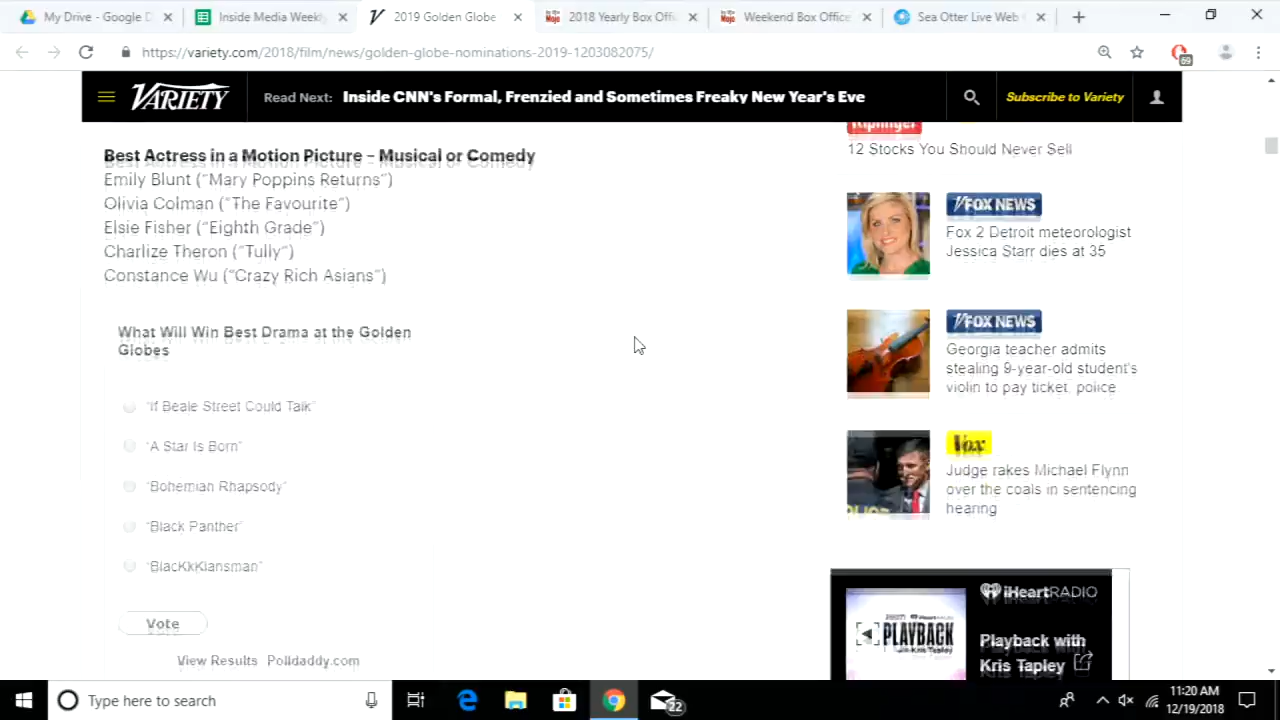 My Drive - Google D
Inside Media Weekly
2019 Golden Globe
2018 Yearly Box Offi
Weekend Box Office
Sea Otter Live Web
https://variety.com/2018/film/news/golden-globe-nominations-2019-1203082075/
69
VARIETY
Read Next: Inside CNN's Formal, Frenzied and Sometimes Freaky New Year's Eve
Subscribe to Variety
Best Actress in a Motion Picture – Musical or Comedy
Emily Blunt (“Mary Poppins Returns”)
Olivia Colman (“The Favourite”)
Elsie Fisher (“Eighth Grade”)
Charlize Theron (“Tully”)
Constance Wu (“Crazy Rich Asians”)
What Will Win Best Drama at the Golden
Globes
"If Beale Street Could Talk"
"A Star Is Born"
"Bohemian Rhapsody"
"Black Panther"
"BlacKkKlansman"
Vote
View Results Polldaddy.com
Kiplinger
12 Stocks You Should Never Sell
FOX NEWS
Fox 2 Detroit meteorologist
Jessica Starr dies at 35
FOX NEWS
Georgia teacher admits
stealing 9-year-old student's
violin to pay ticket, police
Vox
Judge rakes Michael Flynn
over the coals in sentencing
hearing
iHeartRADIO
PLAYBACK
Playback with
Kris Tapley
Type here to search
22
11:20 AM
12/19/2018